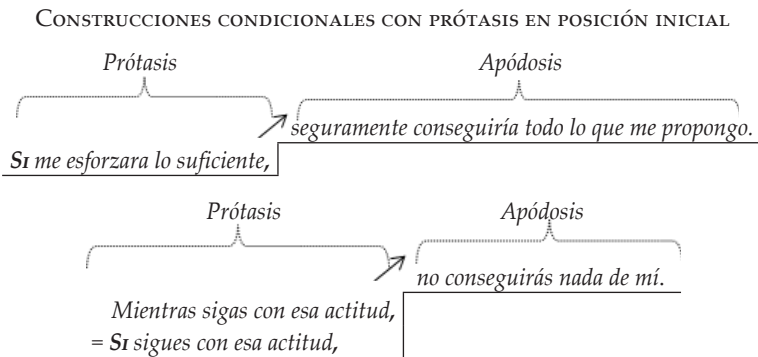 Construcciones condicionales con prótasis en posición inicial
Prótasis Apódosis
seguramente conseguiría todo lo que me propongo.
Si me esforzara lo suficiente,
Prótasis Apódosis
no conseguirás nada de mí.
Mientras sigas con esa actitud,
= Si sigues con esa actitud,